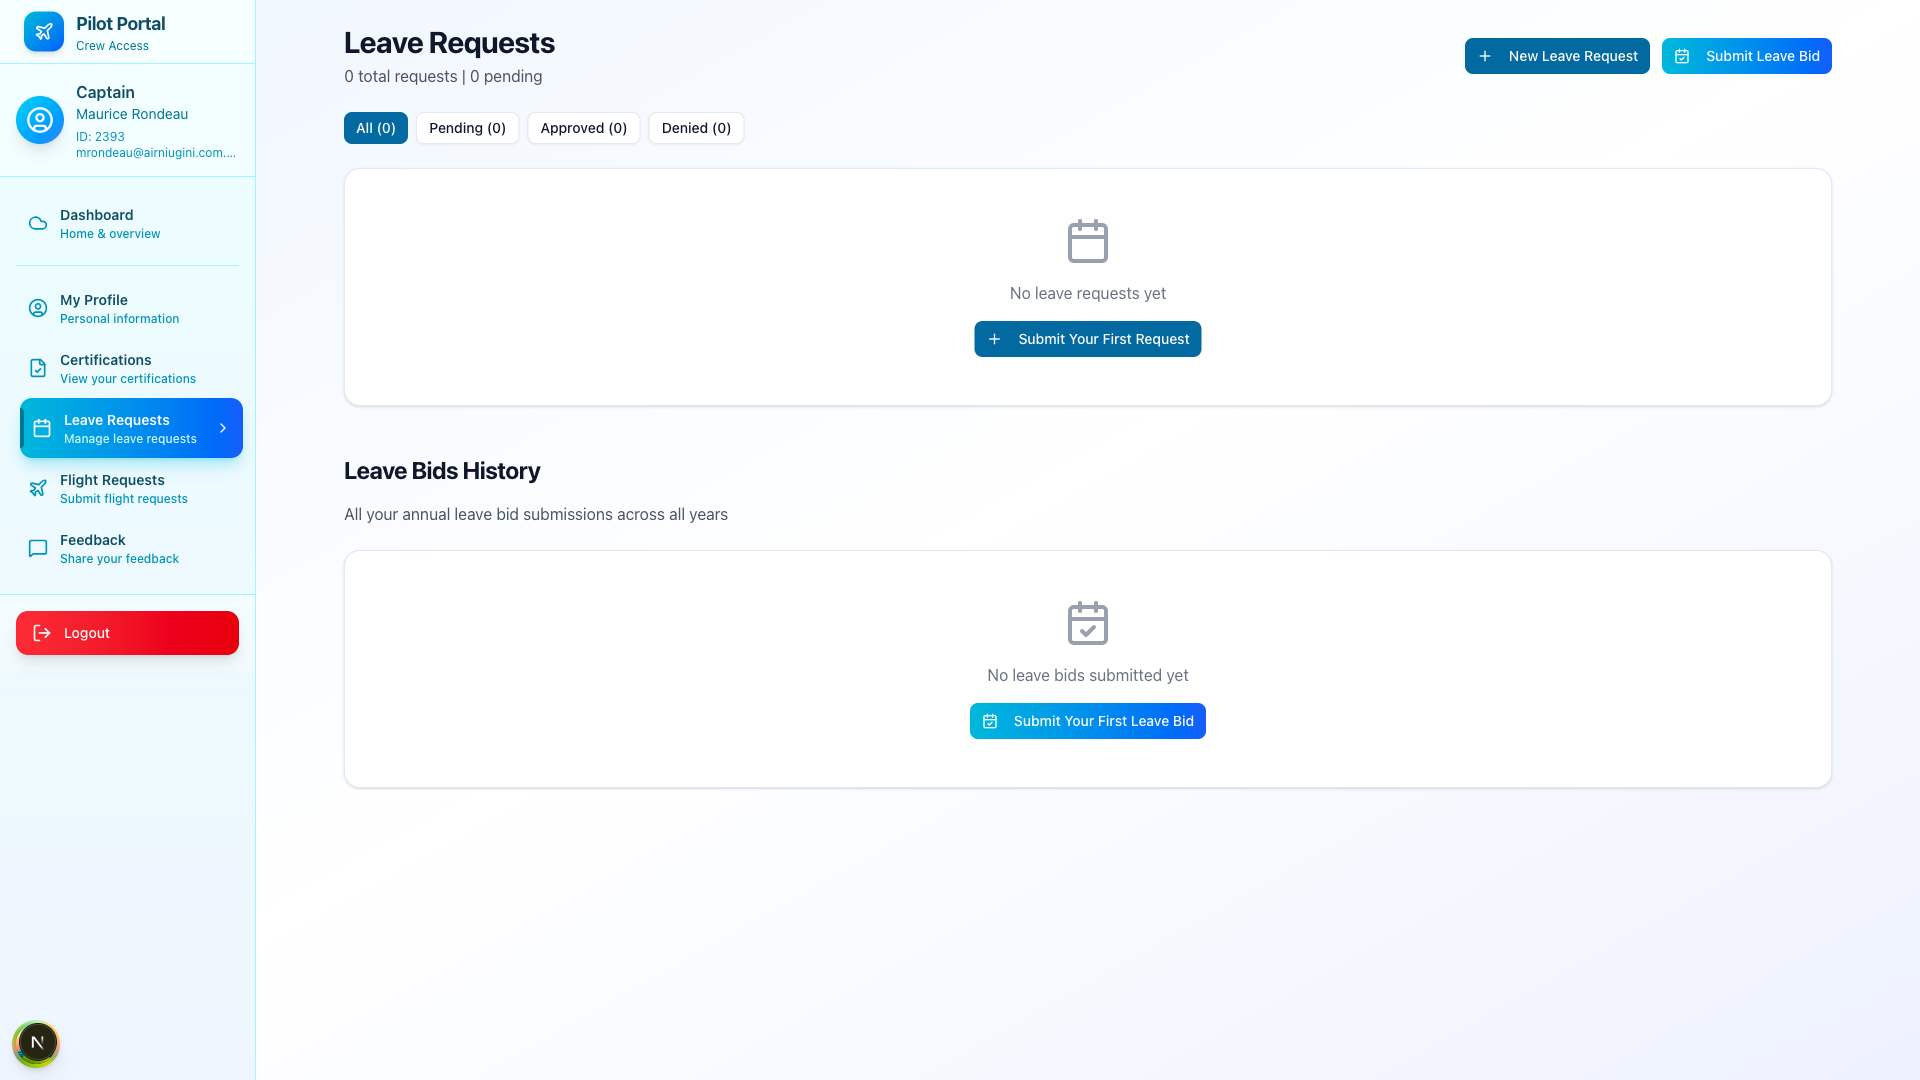 Pilot Portal
Crew Access
Captain
Maurice Rondeau
ID: 2393
mrondeau@airniugini.com....
Dashboard
Home & overview
My Profile
Personal information
Certifications
View your certifications
Leave Requests
Manage leave requests
Flight Requests
Submit flight requests
Feedback
Share your feedback
Logout
N
Leave Requests
0 total requests | 0 pending
New Leave Request
Submit Leave Bid
All (0)
Pending (0)
Approved (0)
Denied (0)
No leave requests yet
Submit Your First Request
Leave Bids History
All your annual leave bid submissions across all years
No leave bids submitted yet
Submit Your First Leave Bid